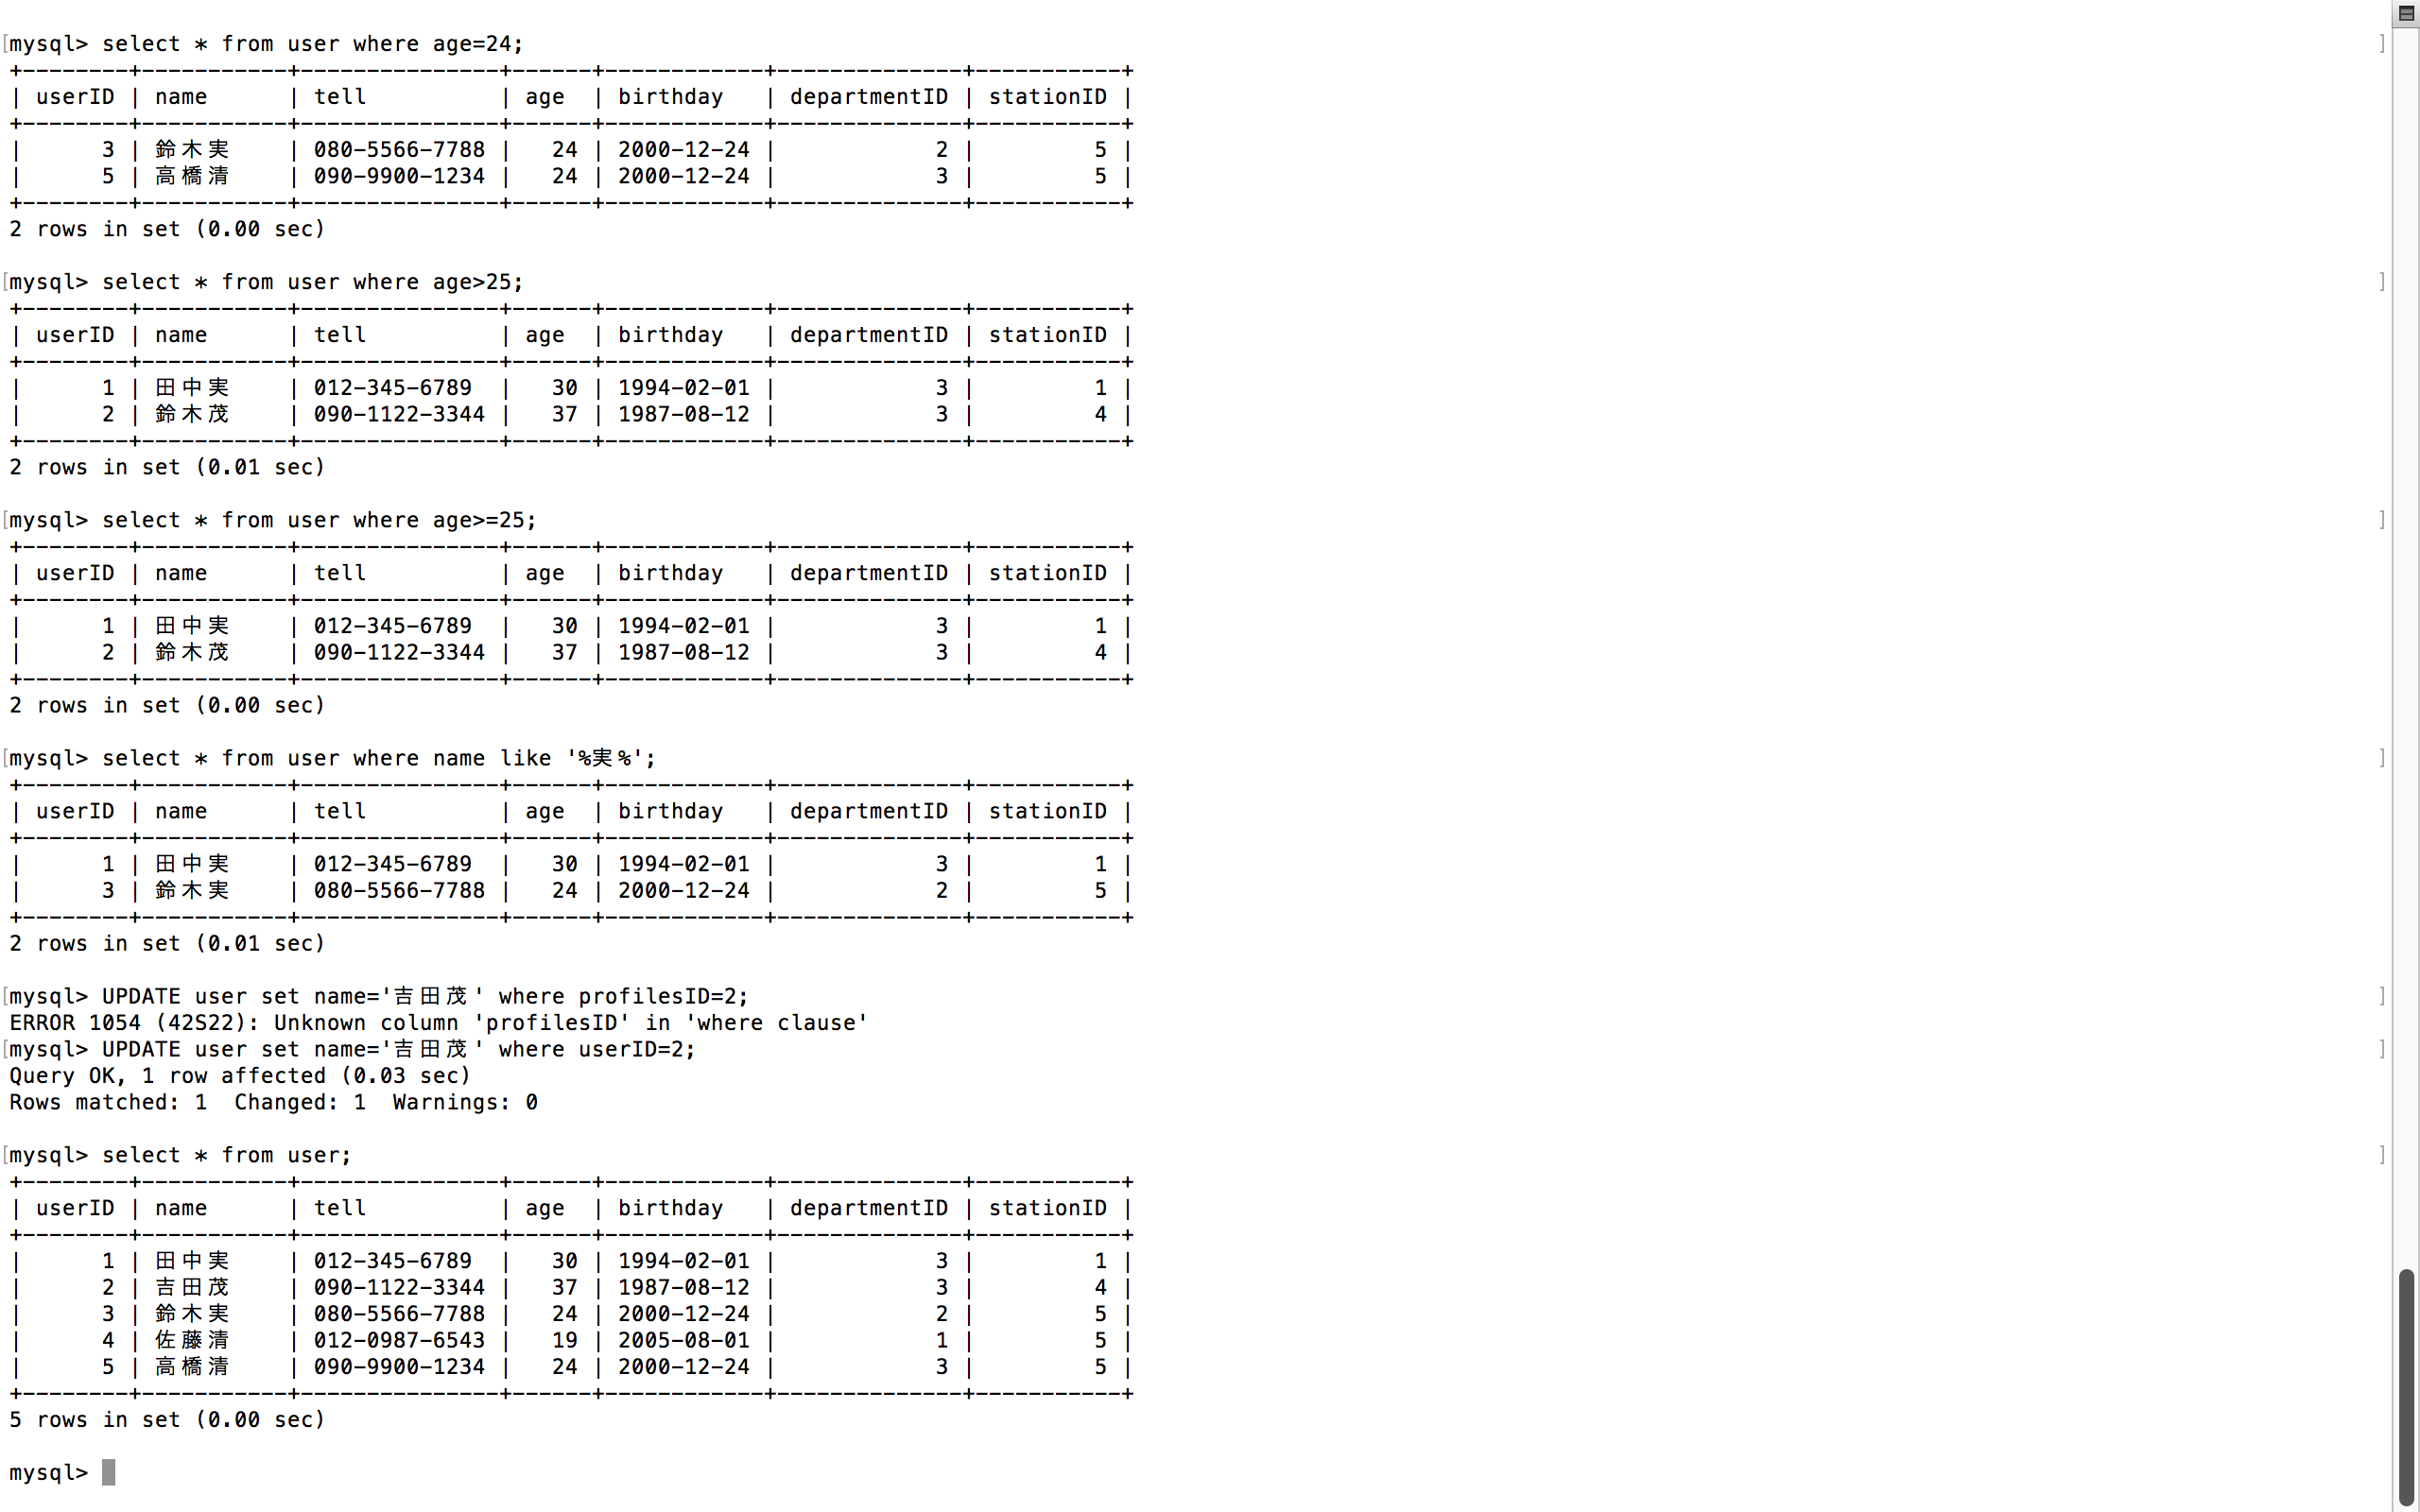 mysql> select * from user where age=24;
+--------+-----------+---------------+------+------------+--------------+-----------+
| userID | name      | tell          | age  | birthday   | departmentID | stationID |
+--------+-----------+---------------+------+------------+--------------+-----------+
|      3 | 鈴木実    | 080-5566-7788 |   24 | 2000-12-24 |            2 |         5 |
|      5 | 高橋清    | 090-9900-1234 |   24 | 2000-12-24 |            3 |         5 |
+--------+-----------+---------------+------+------------+--------------+-----------+
2 rows in set (0.00 sec)
mysql> select * from user where age>25;
+--------+-----------+---------------+------+------------+--------------+-----------+
| userID | name      | tell          | age  | birthday   | departmentID | stationID |
+--------+-----------+---------------+------+------------+--------------+-----------+
|      1 | 田中実    | 012-345-6789  |   30 | 1994-02-01 |            3 |         1 |
|      2 | 鈴木茂    | 090-1122-3344 |   37 | 1987-08-12 |            3 |         4 |
+--------+-----------+---------------+------+------------+--------------+-----------+
2 rows in set (0.01 sec)
mysql> select * from user where age>=25;
+--------+-----------+---------------+------+------------+--------------+-----------+
| userID | name      | tell          | age  | birthday   | departmentID | stationID |
+--------+-----------+---------------+------+------------+--------------+-----------+
|      1 | 田中実    | 012-345-6789  |   30 | 1994-02-01 |            3 |         1 |
|      2 | 鈴木茂    | 090-1122-3344 |   37 | 1987-08-12 |            3 |         4 |
+--------+-----------+---------------+------+------------+--------------+-----------+
2 rows in set (0.00 sec)
mysql> select * from user where name like '%実%';
+--------+-----------+---------------+------+------------+--------------+-----------+
| userID | name      | tell          | age  | birthday   | departmentID | stationID |
+--------+-----------+---------------+------+------------+--------------+-----------+
|      1 | 田中実    | 012-345-6789  |   30 | 1994-02-01 |            3 |         1 |
|      3 | 鈴木実    | 080-5566-7788 |   24 | 2000-12-24 |            2 |         5 |
+--------+-----------+---------------+------+------------+--------------+-----------+
2 rows in set (0.01 sec)
mysql> UPDATE user set name='吉田茂' where profilesID=2;
ERROR 1054 (42S22): Unknown column 'profilesID' in 'where clause'
mysql> UPDATE user set name='吉田茂' where userID=2;
Query OK, 1 row affected (0.03 sec)
Rows matched: 1  Changed: 1  Warnings: 0
mysql> select * from user;
+--------+-----------+---------------+------+------------+--------------+-----------+
| userID | name      | tell          | age  | birthday   | departmentID | stationID |
+--------+-----------+---------------+------+------------+--------------+-----------+
|      1 | 田中実    | 012-345-6789  |   30 | 1994-02-01 |            3 |         1 |
|      2 | 吉田茂    | 090-1122-3344 |   37 | 1987-08-12 |            3 |         4 |
|      3 | 鈴木実    | 080-5566-7788 |   24 | 2000-12-24 |            2 |         5 |
|      4 | 佐藤清    | 012-0987-6543 |   19 | 2005-08-01 |            1 |         5 |
|      5 | 高橋清    | 090-9900-1234 |   24 | 2000-12-24 |            3 |         5 |
+--------+-----------+---------------+------+------------+--------------+-----------+
5 rows in set (0.00 sec)
mysql>